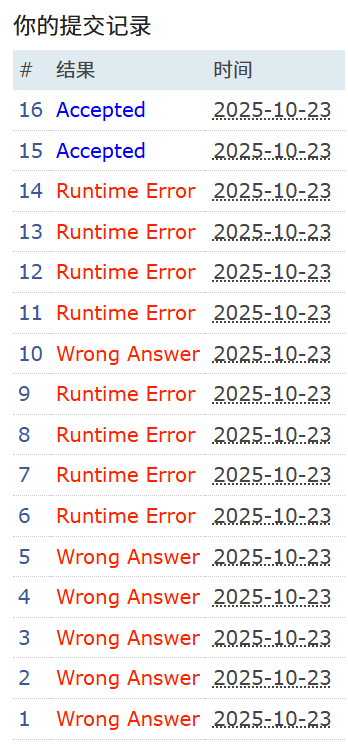 你的提交记录
# 结果 时间
16 Accepted 2025-10-23
15 Accepted 2025-10-23
14 Runtime Error 2025-10-23
13 Runtime Error 2025-10-23
12 Runtime Error 2025-10-23
11 Runtime Error 2025-10-23
10 Wrong Answer 2025-10-23
9 Runtime Error 2025-10-23
8 Runtime Error 2025-10-23
7 Runtime Error 2025-10-23
6 Runtime Error 2025-10-23
5 Wrong Answer 2025-10-23
4 Wrong Answer 2025-10-23
3 Wrong Answer 2025-10-23
2 Wrong Answer 2025-10-23
1 Wrong Answer 2025-10-23